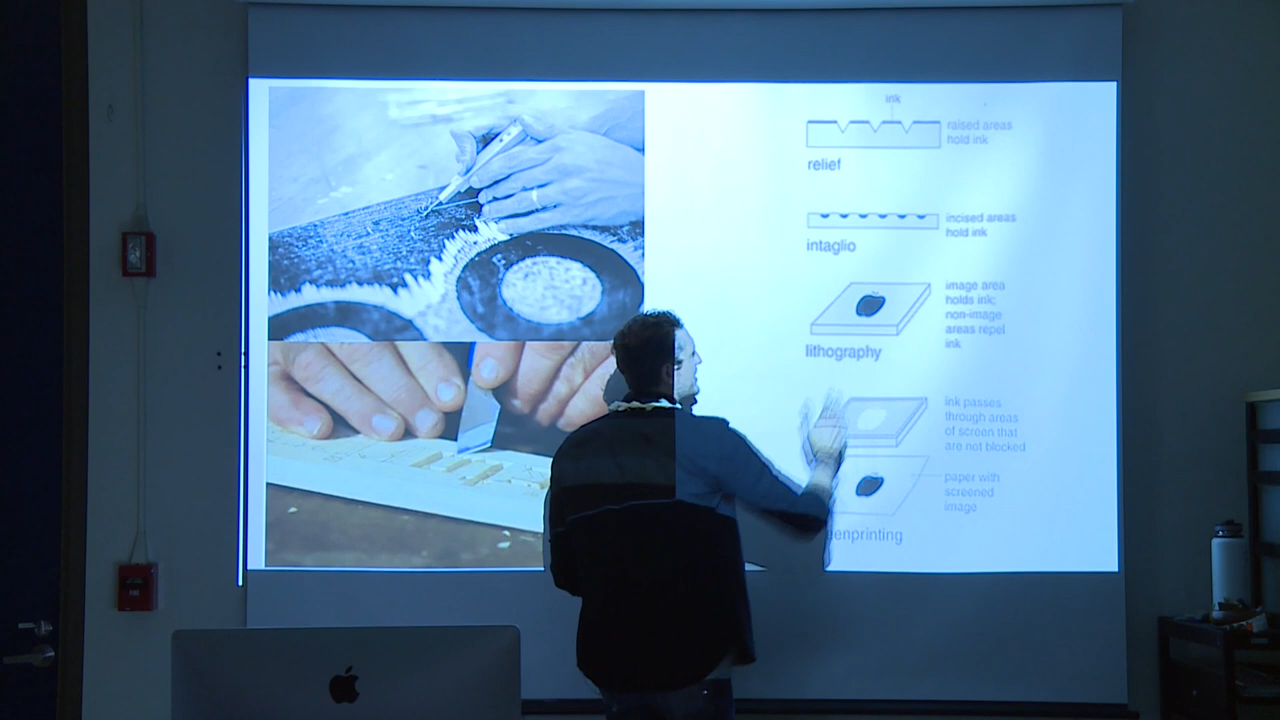 ink
raised areas
hold ink
relief
incised areas
hold ink
intaglio
image area
holds ink;
non-image
areas repel
ink
lithography
ink passes
through areas
of screen that
are not blocked
paper with
screened
image
enprinting